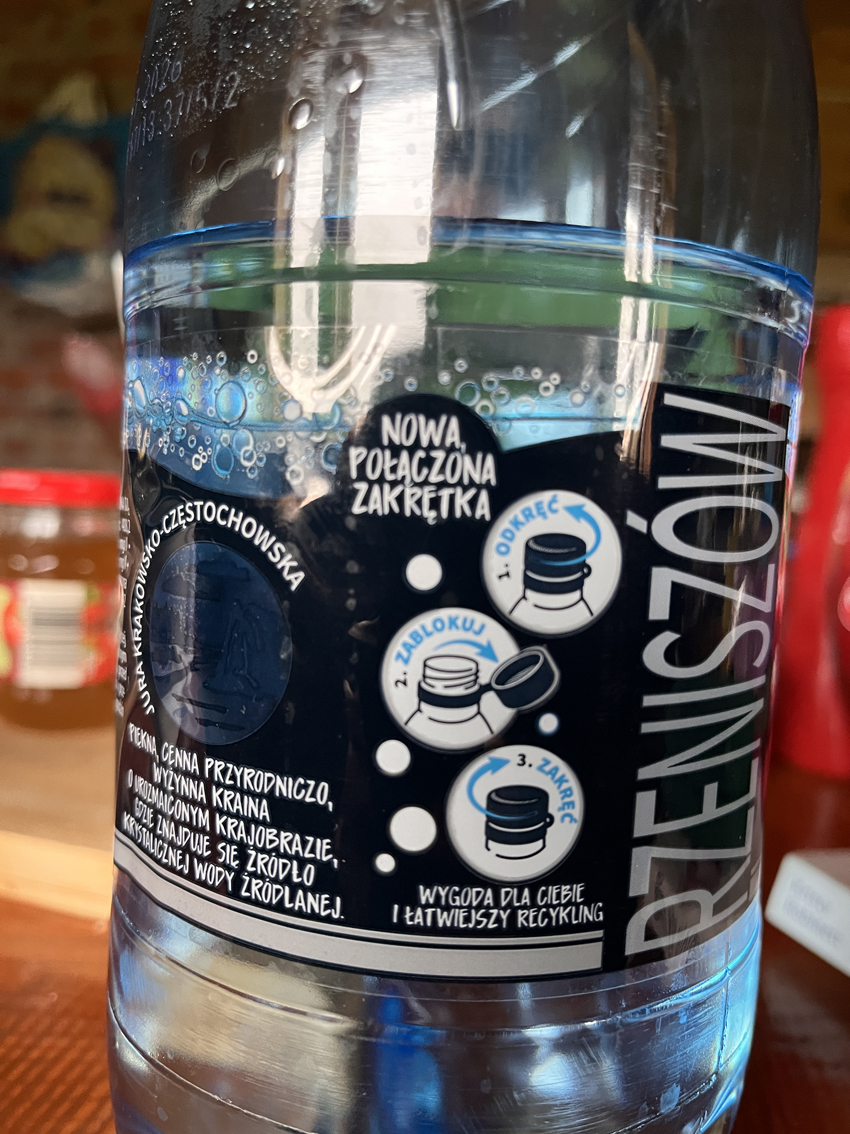 2026
NOWA,
POŁĄCZONA
ZAKRĘTKA
JURA KRAKOWSKO-CZĘSTOCHOWSKA
PIĘKNA, CENNA PRZYRODNICZO,
WYŻYNNA KRAINA
O UROZMAICONYM KRAJOBRAZIE,
GDZIE ZNAJDUJE SIĘ ŹRÓDŁO
KRYSTALICZNEJ WODY ŹRÓDLANEJ.
1. ODKRĘĆ
2. ZABLOKUJ
3. ZAKRĘĆ
WYGODA DLA CIEBIE
I ŁATWIEJSZY RECYKLING
RZENISZÓW